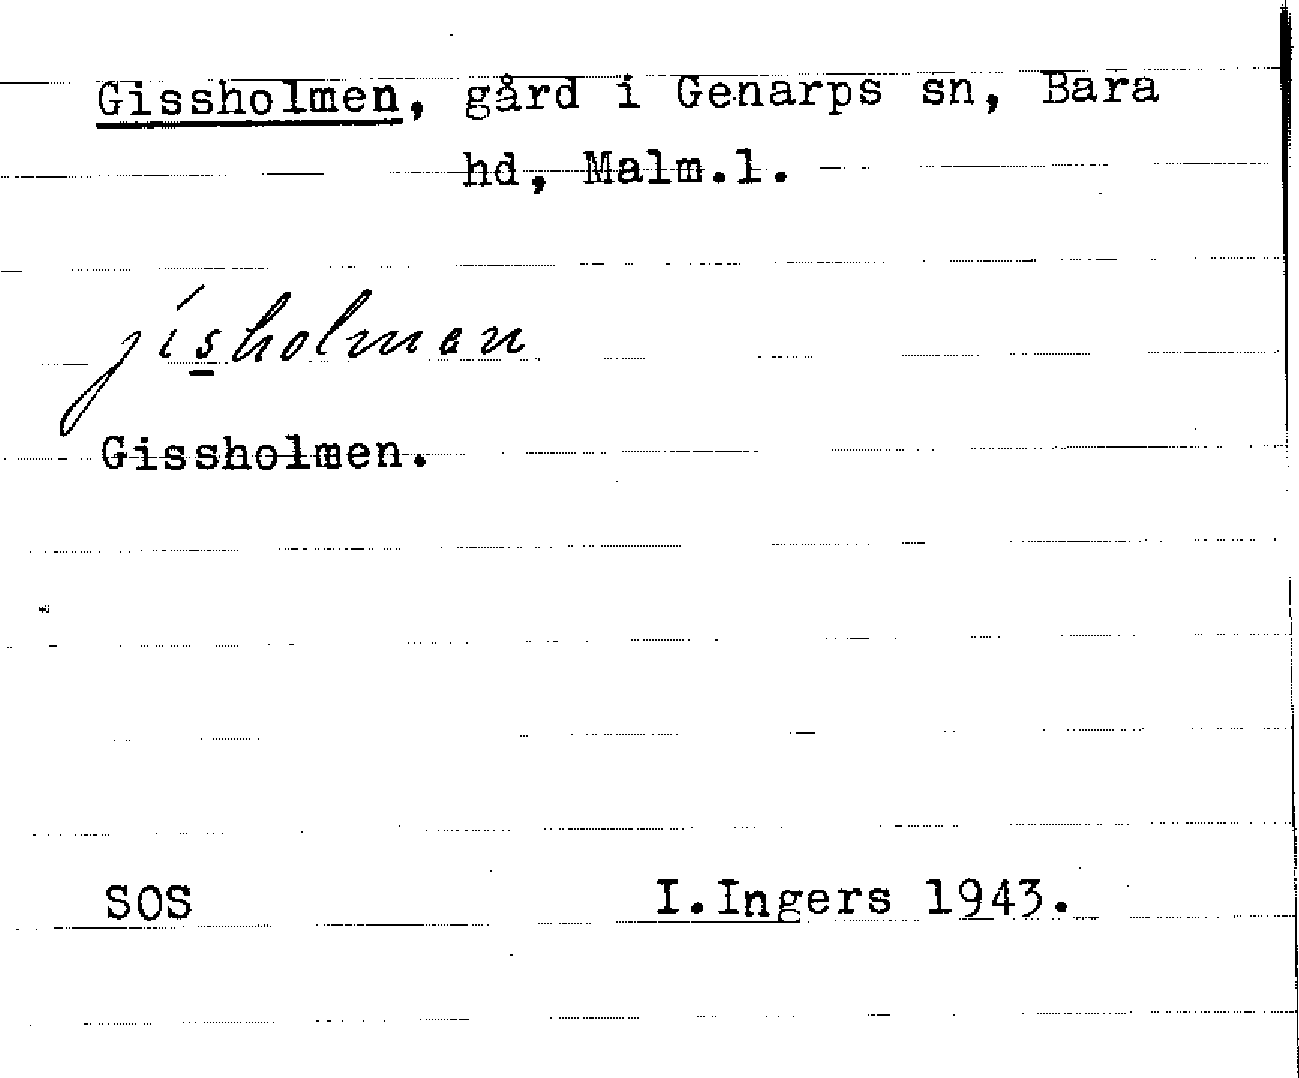 Gissholmen, gård i Genarps sn, Bara
hd, Malm.l.
jísholmen
Gissholmen.
SOS I.Ingers 1943.